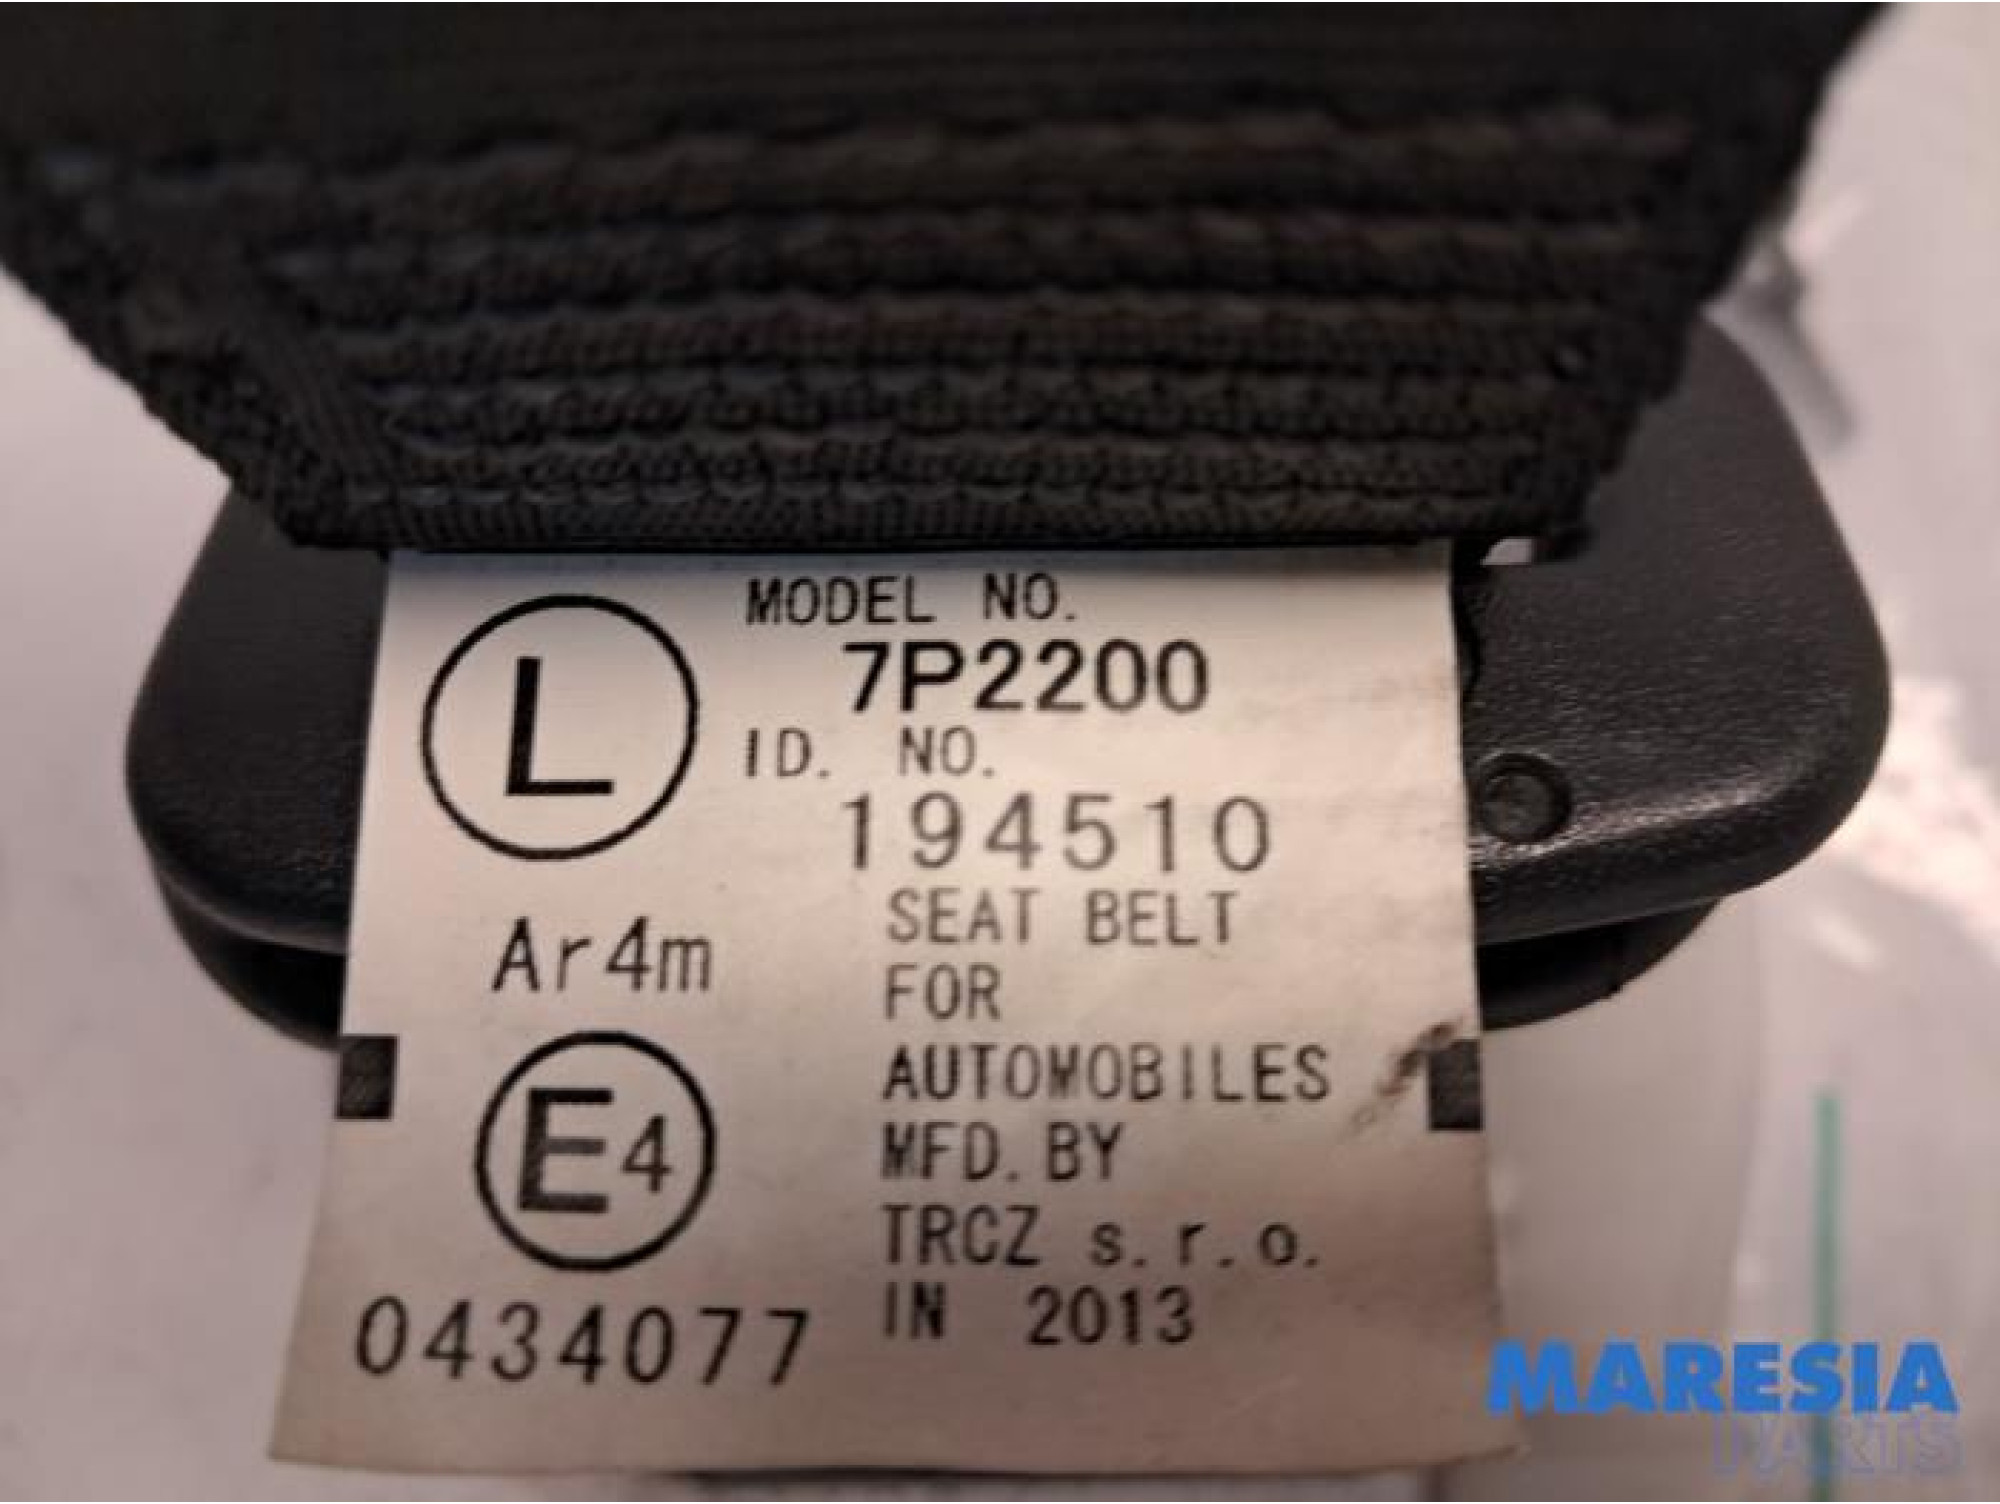 L
MODEL NO.
7P2200
ID. NO.
194510
SEAT BELT
FOR
AUTOMOBILES
MFD. BY
TRCZ s.r.o.
IN 2013
Ar4m
E4
0434077
MARESIA
PARTS